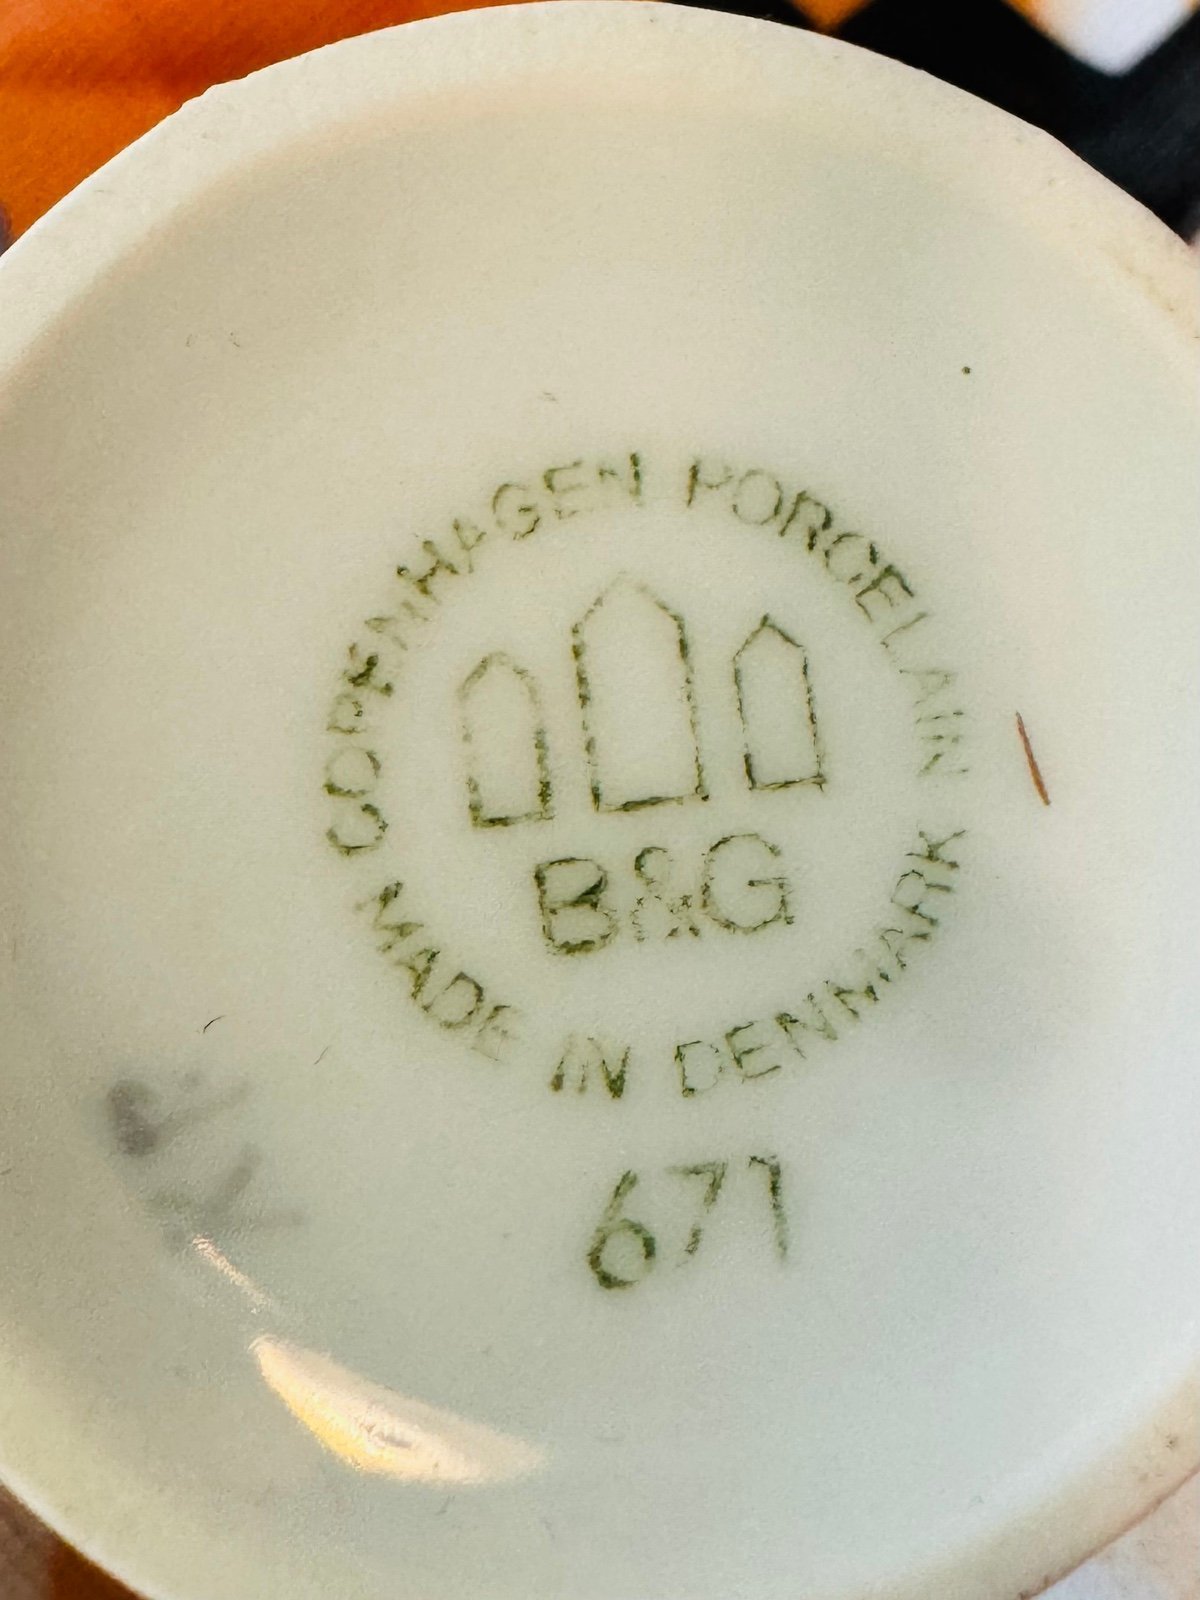 COPENHAGEN PORCELAIN
B&G
MADE IN DENMARK
671